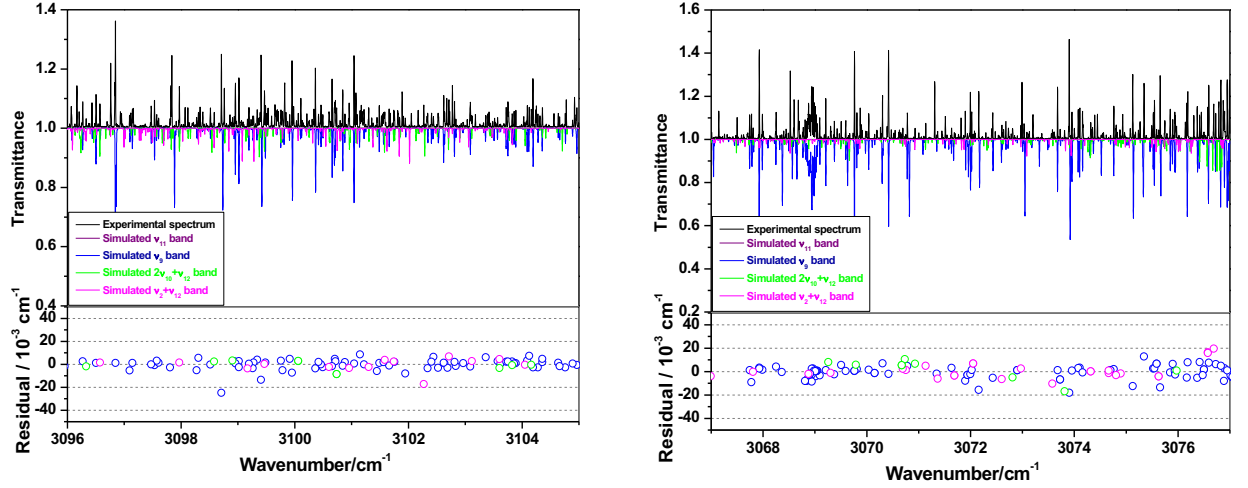 1.4
1.2
1.0
0.8
0.6
0.4
Transmittance
Experimental spectrum
Simulated ν₁₁ band
Simulated ν₉ band
Simulated 2ν₁₀+ν₁₂ band
Simulated ν₂+ν₁₂ band
40
20
0
-20
-40
Residual / 10⁻³ cm⁻¹
3096 3098 3100 3102 3104
Wavenumber/cm⁻¹
1.6
1.4
1.2
1.0
0.8
0.6
0.4
0.2
Transmittance
Experimental spectrum
Simulated ν₁₁ band
Simulated ν₉ band
Simulated 2ν₁₀+ν₁₂ band
Simulated ν₂+ν₁₂ band
40
20
0
-20
-40
Residual / 10⁻³ cm⁻¹
3068 3070 3072 3074 3076
Wavenumber/cm⁻¹